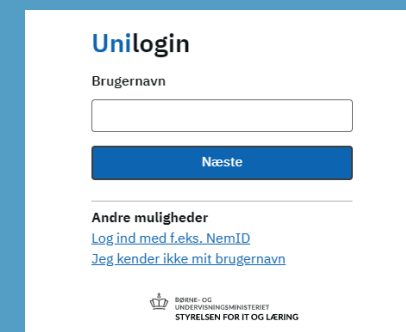 Unilogin
Brugernavn
Næste
Andre muligheder
Log ind med f.eks. NemID
Jeg kender ikke mit brugernavn
BØRNE- OG
UNDERVISNINGSMINISTERIET
STYRELSEN FOR IT OG LÆRING